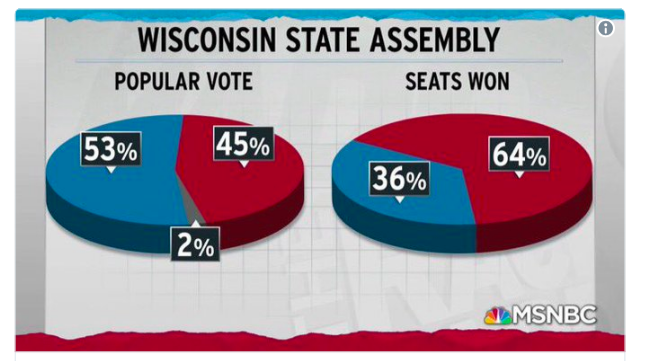 WISCONSIN STATE ASSEMBLY
POPULAR VOTE
SEATS WON
53%
45%
2%
36%
64%
MSNBC